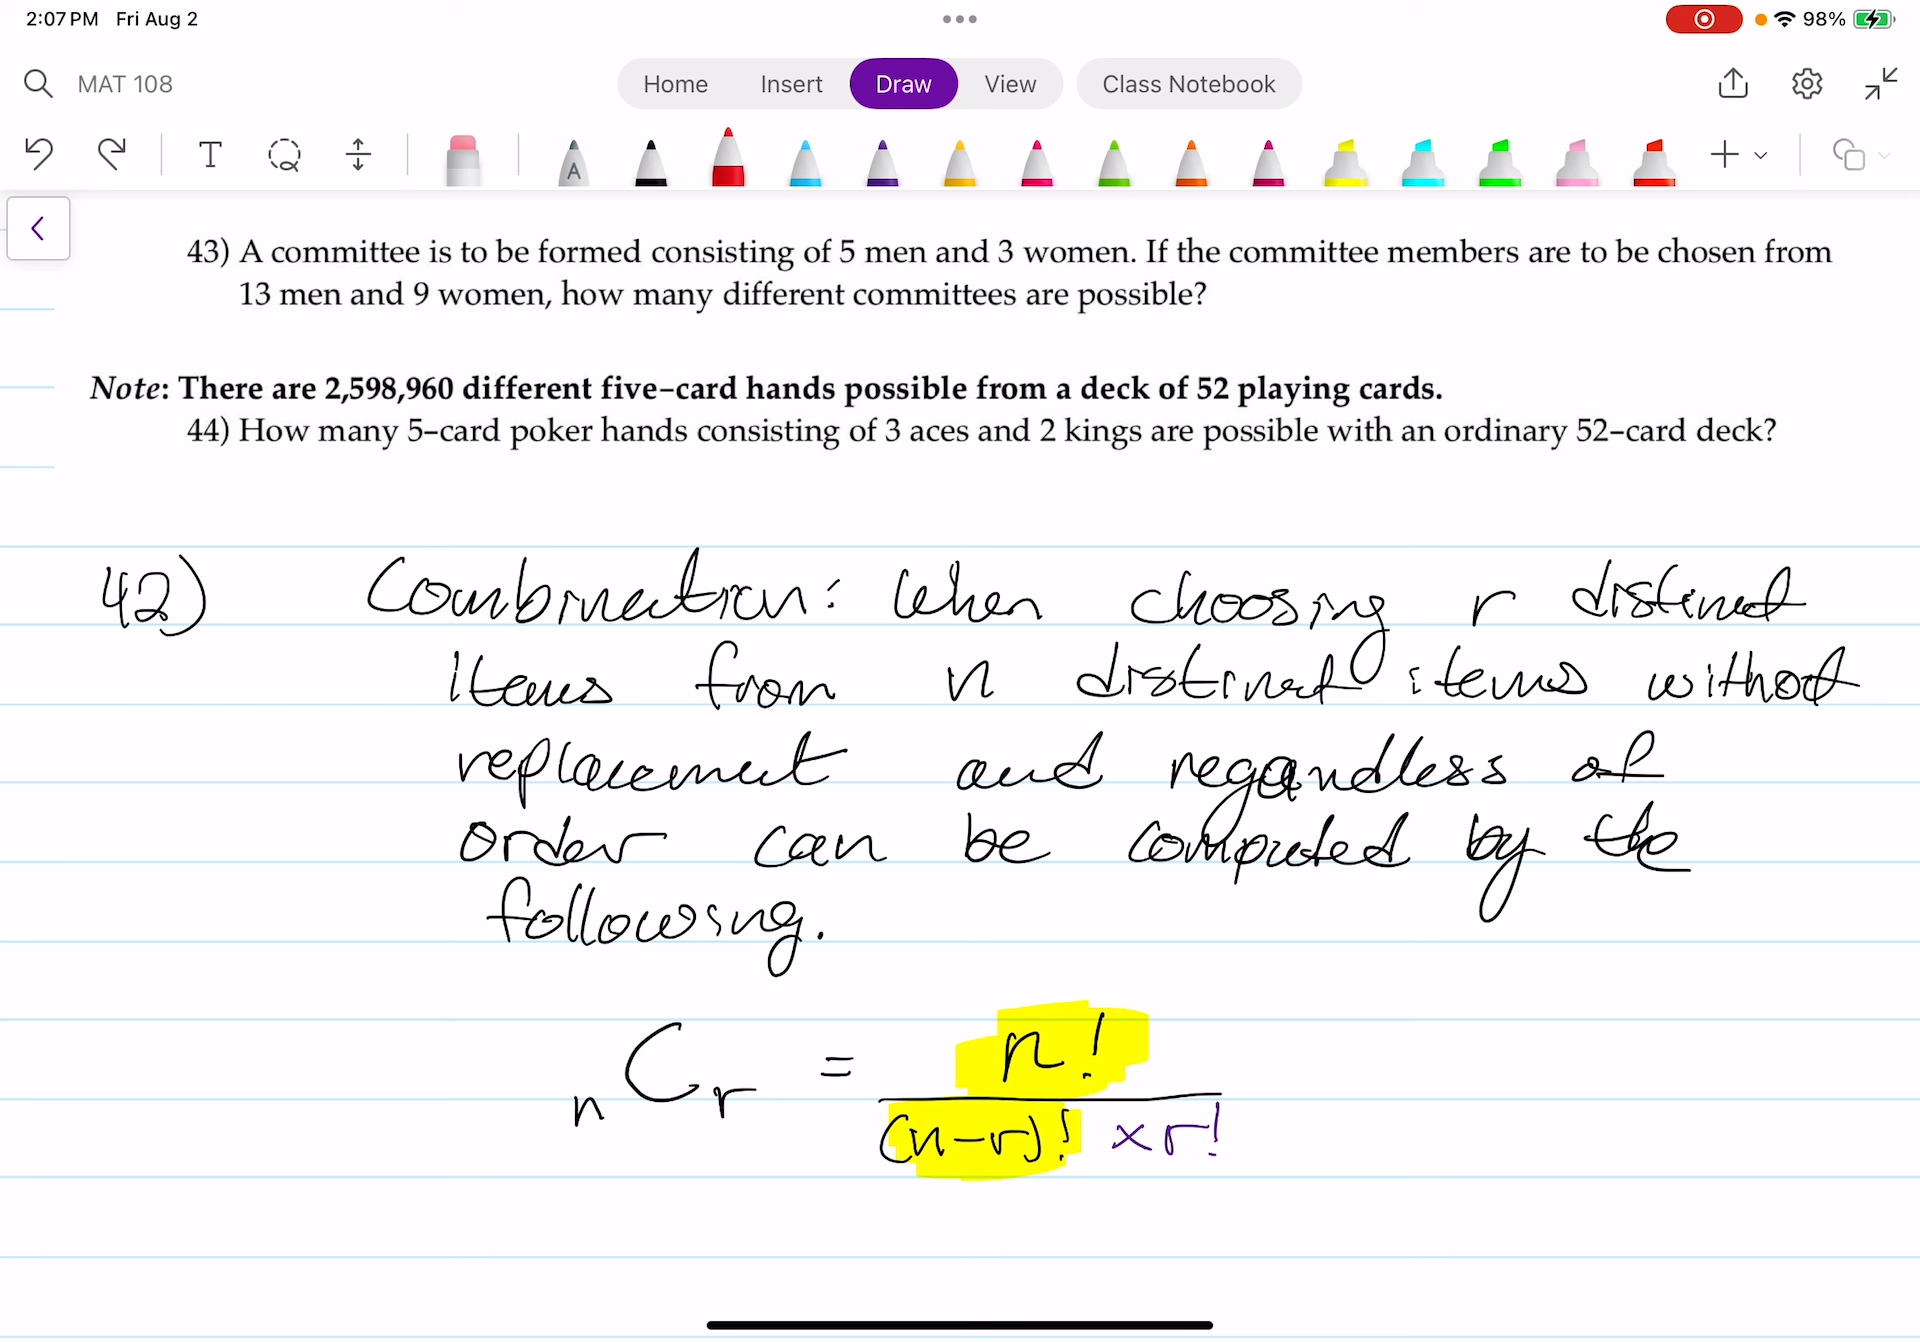 2:07 PM Fri Aug 2 98%
MAT 108 Home Insert Draw View Class Notebook
T A
43) A committee is to be formed consisting of 5 men and 3 women. If the committee members are to be chosen from
13 men and 9 women, how many different committees are possible?
Note: There are 2,598,960 different five-card hands possible from a deck of 52 playing cards.
44) How many 5-card poker hands consisting of 3 aces and 2 kings are possible with an ordinary 52-card deck?
42) Combination: When choosing r distinct
items from n distinct items without
replacement and regardless of
order can be computed by the
following.
nCr = n!
(n-r)! x r!